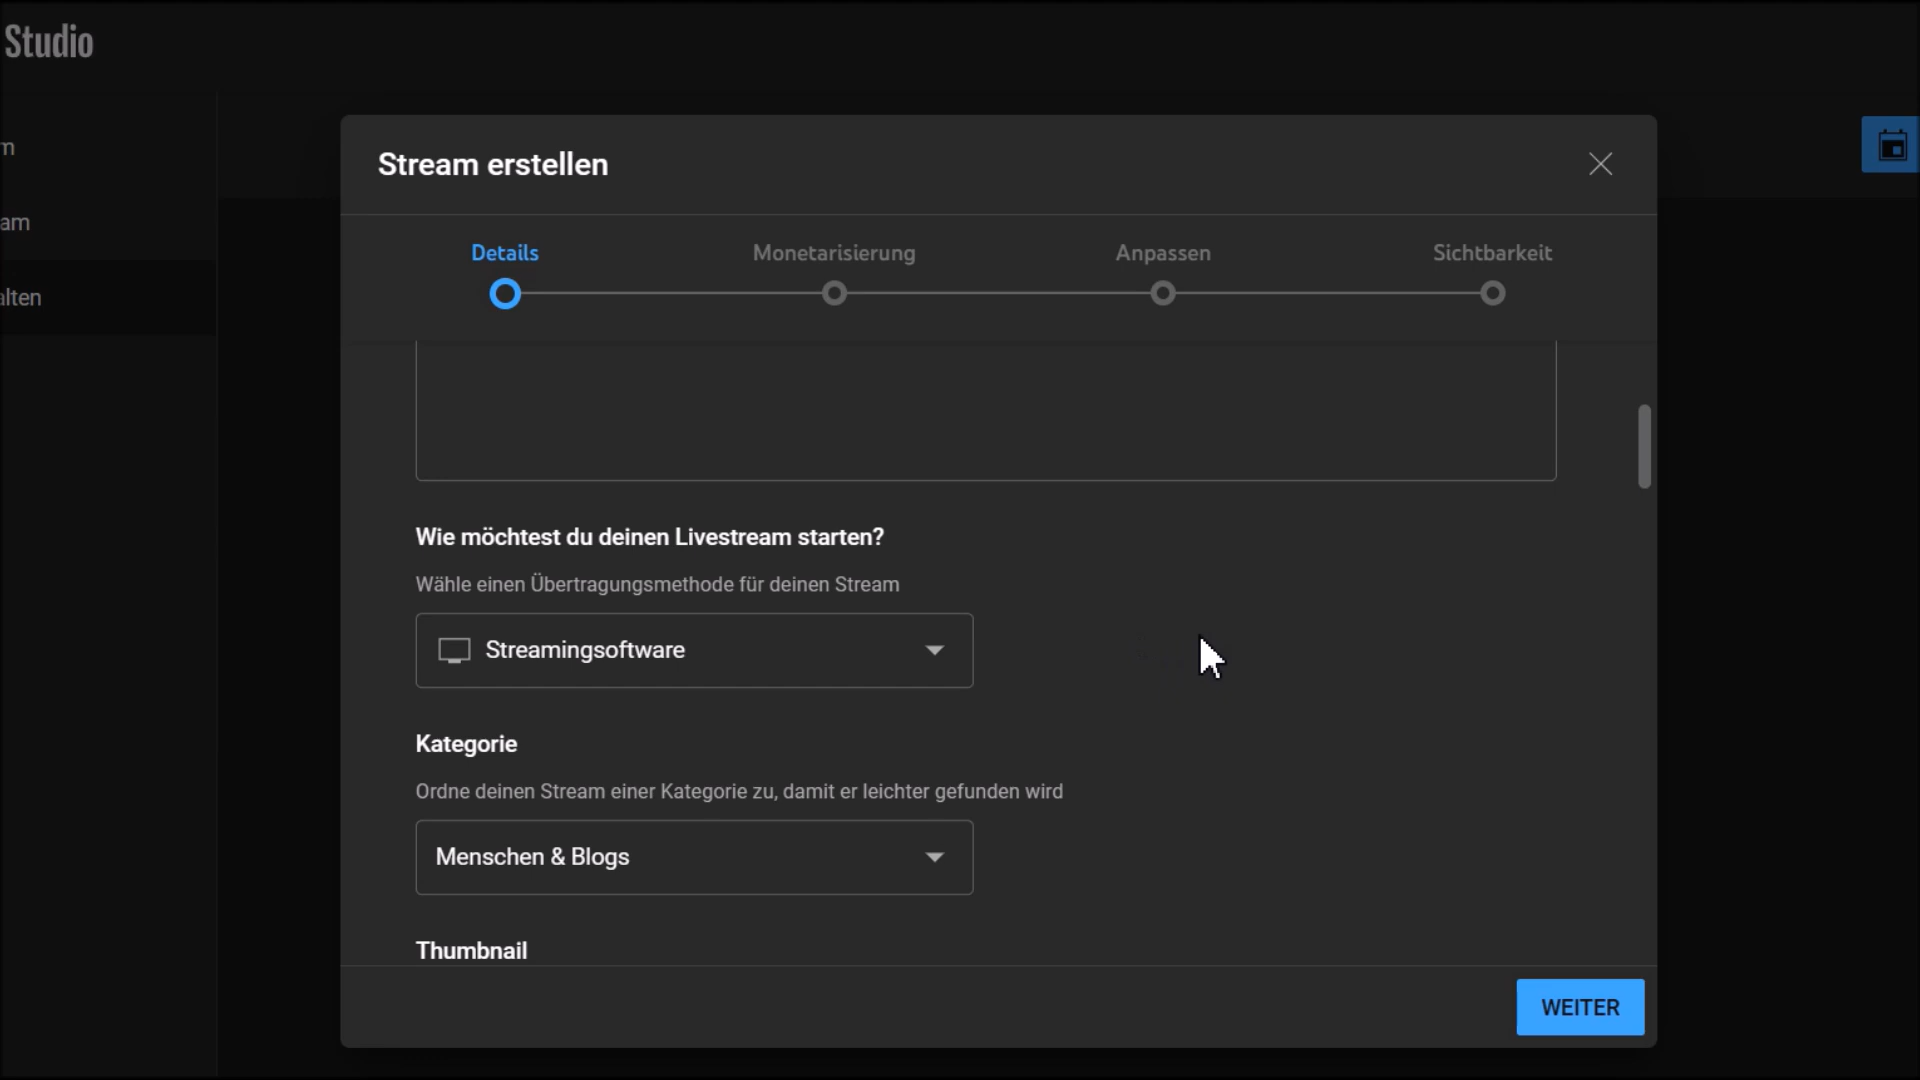 Studio
m
am
alten
Stream erstellen
Details
Monetarisierung
Anpassen
Sichtbarkeit
Wie möchtest du deinen Livestream starten?
Wähle einen Übertragungsmethode für deinen Stream
Streamingsoftware
Kategorie
Ordne deinen Stream einer Kategorie zu, damit er leichter gefunden wird
Menschen & Blogs
Thumbnail
WEITER